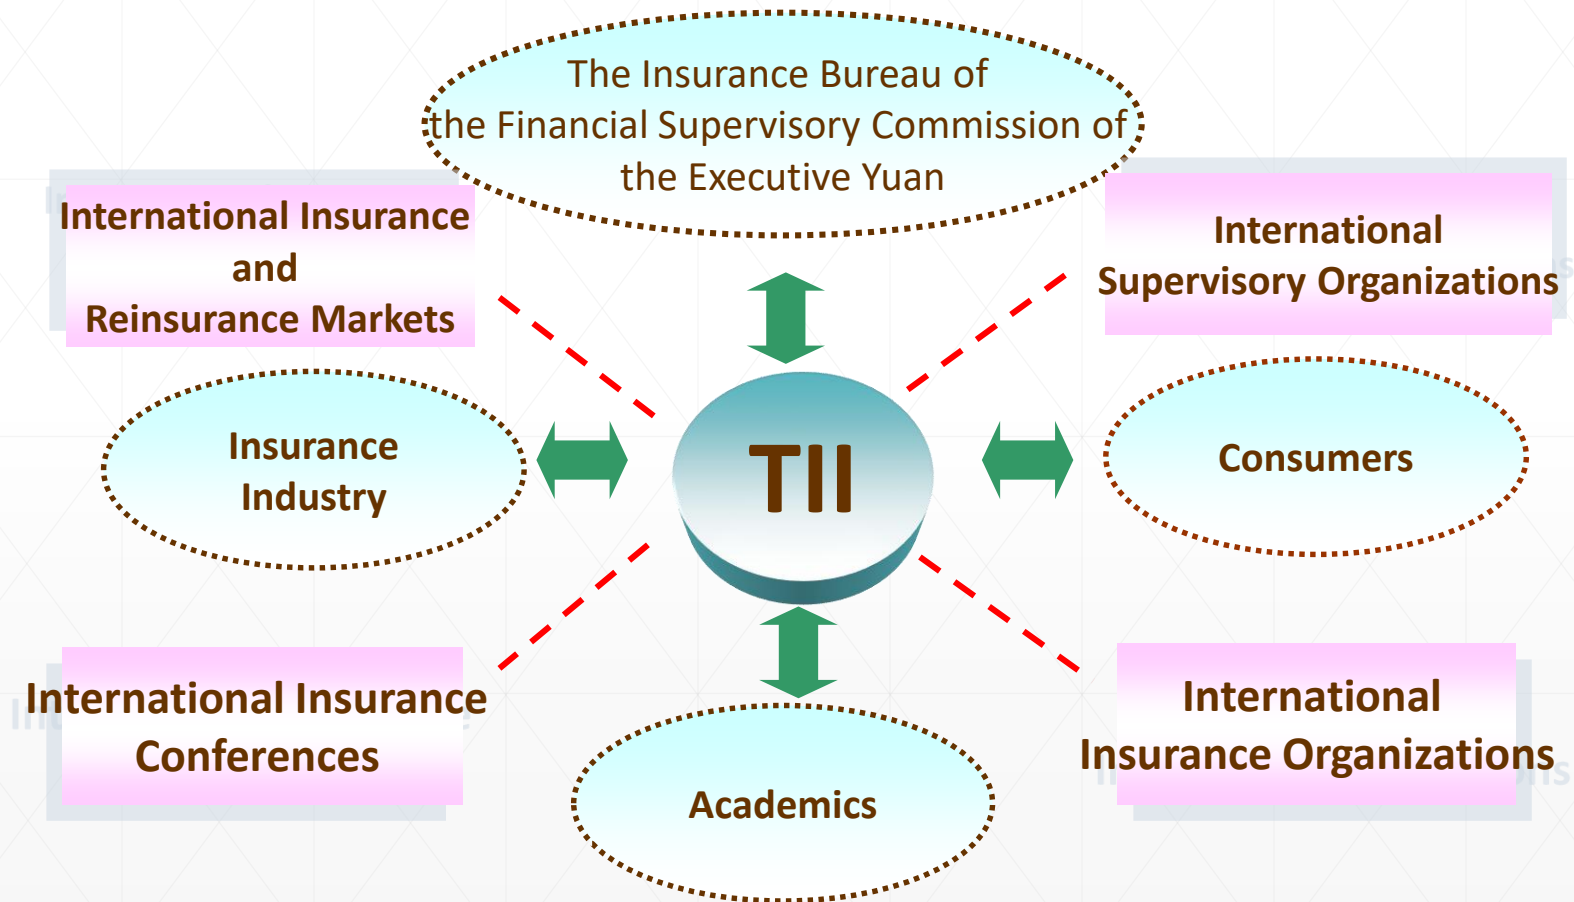 The Insurance Bureau of
the Financial Supervisory Commission of
the Executive Yuan
International Insurance
and
Reinsurance Markets
International
Supervisory Organizations
Insurance
Industry
TII
Consumers
International Insurance
Conferences
Academics
International
Insurance Organizations